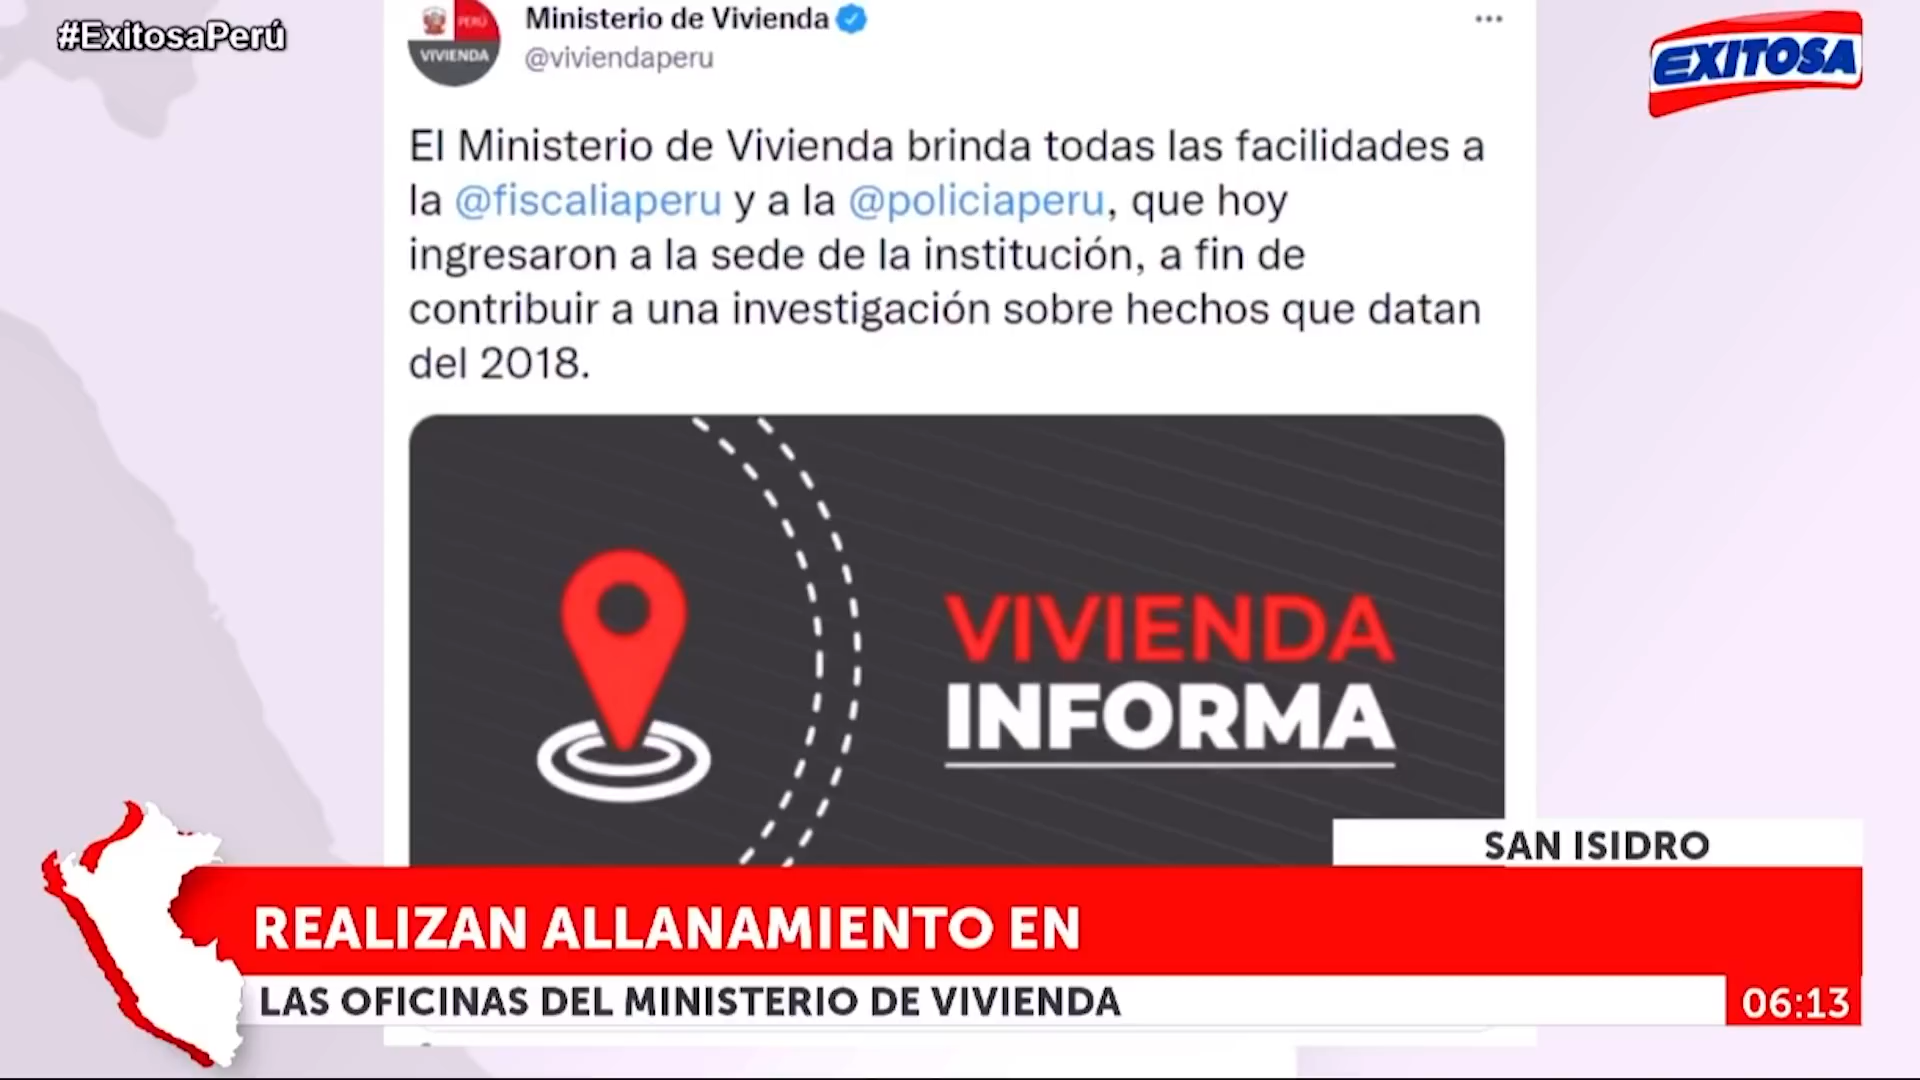 #ExitosaPerú
PERÚ
VIVIENDA
Ministerio de Vivienda
@viviendaperu
EXITOSA
El Ministerio de Vivienda brinda todas las facilidades a
la @fiscaliaperu y a la @policiaperu, que hoy
ingresaron a la sede de la institución, a fin de
contribuir a una investigación sobre hechos que datan
del 2018.
VIVIENDA
INFORMA
SAN ISIDRO
REALIZAN ALLANAMIENTO EN
LAS OFICINAS DEL MINISTERIO DE VIVIENDA
06:13